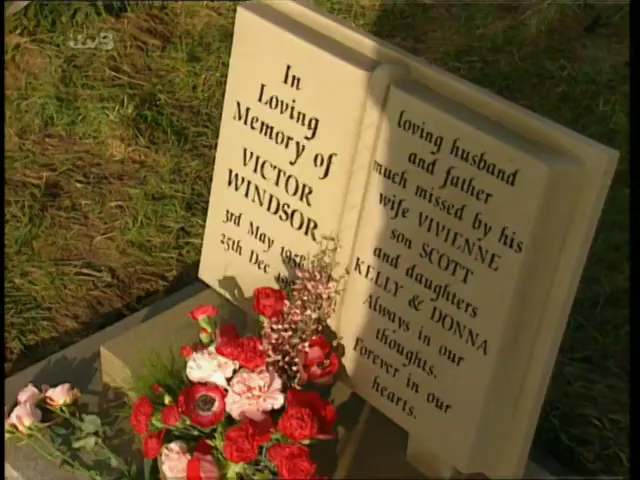 itv3
In
Loving
Memory of
VICTOR
WINDSOR
3rd May 1958
25th Dec
loving husband
and father
much missed by his
wife VIVIENNE
son SCOTT
and daughters
KELLY & DONNA
Always in our
thoughts.
Forever in our
hearts.